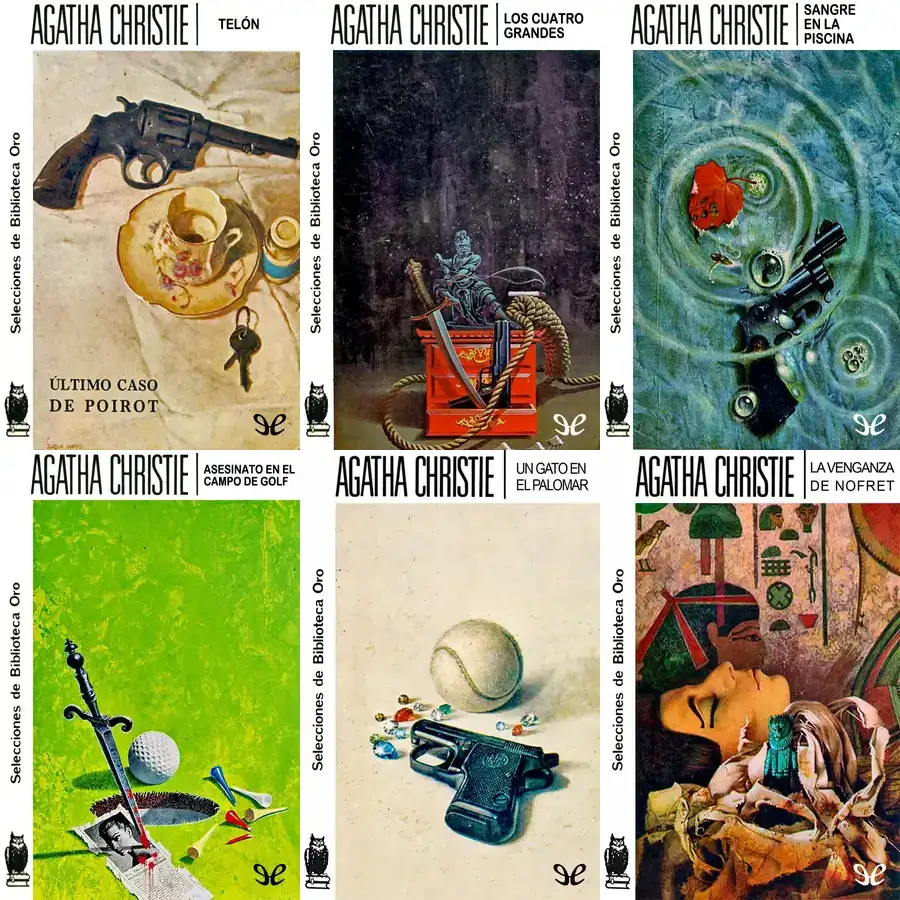 AGATHA CHRISTIE
TELÓN
Selecciones de Biblioteca Oro
ÚLTIMO CASO
DE POIROT
AGATHA CHRISTIE
LOS CUATRO
GRANDES
Selecciones de Biblioteca Oro
AGATHA CHRISTIE
SANGRE
EN LA
PISCINA
Selecciones de Biblioteca Oro
AGATHA CHRISTIE
ASESINATO EN EL
CAMPO DE GOLF
Selecciones de Biblioteca Oro
AGATHA CHRISTIE
UN GATO EN
EL PALOMAR
Selecciones de Biblioteca Oro
AGATHA CHRISTIE
LA VENGANZA
DE NOFRET
Selecciones de Biblioteca Oro